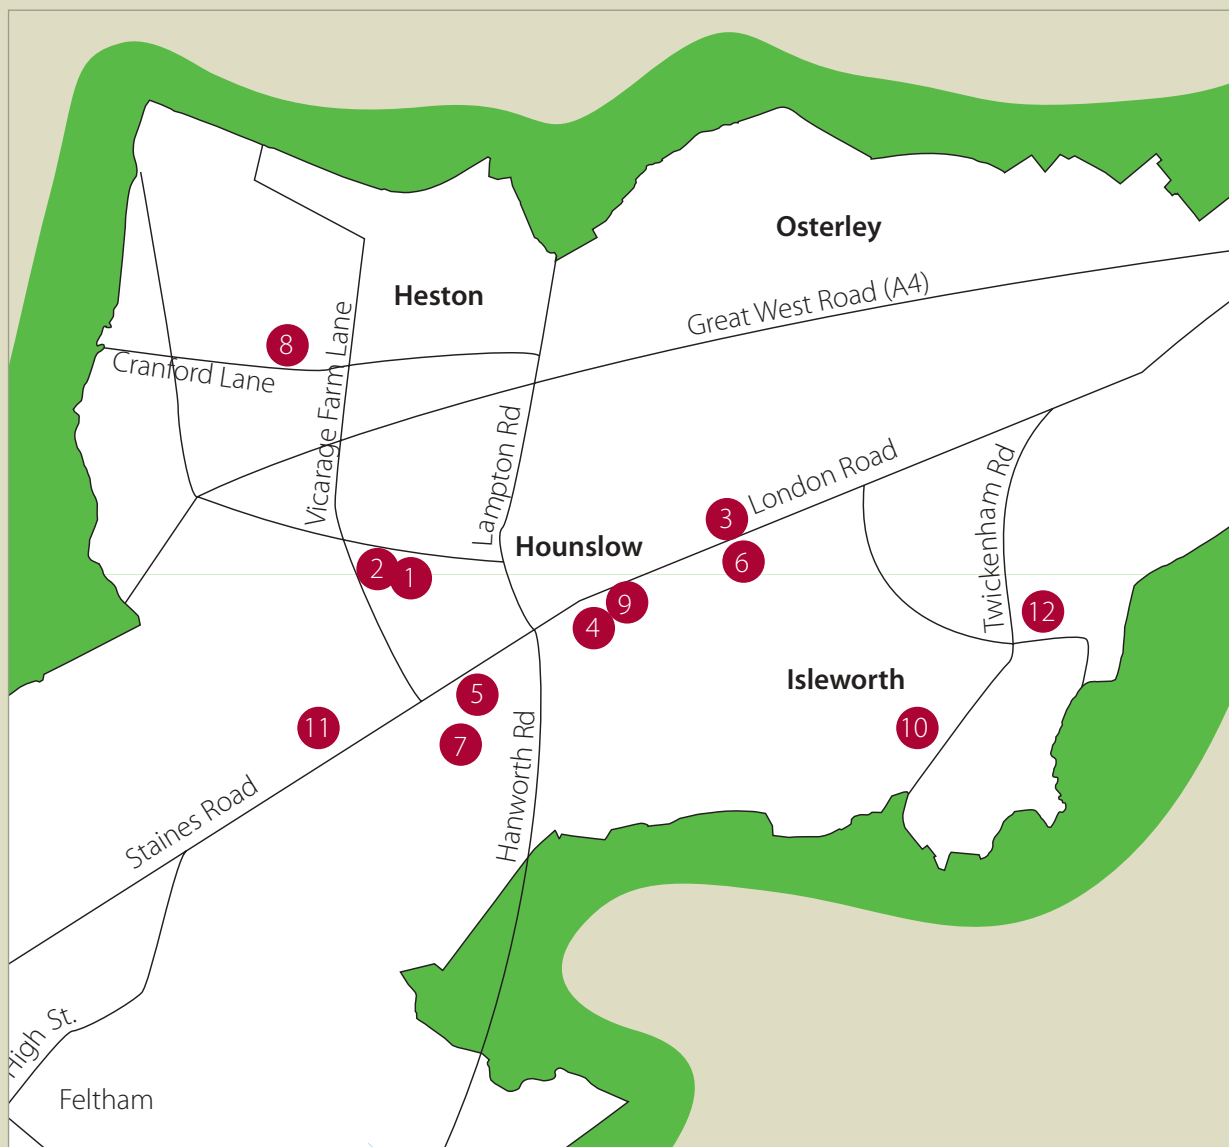 Osterley
Heston
Great West Road (A4)
8
Cranford Lane
Vicarage Farm Lane
Lampton Rd
London Road
Twickenham Rd
3
Hounslow
6
2
1
9
4
12
Isleworth
5
10
11
7
Hanworth Rd
Staines Road
High St.
Feltham